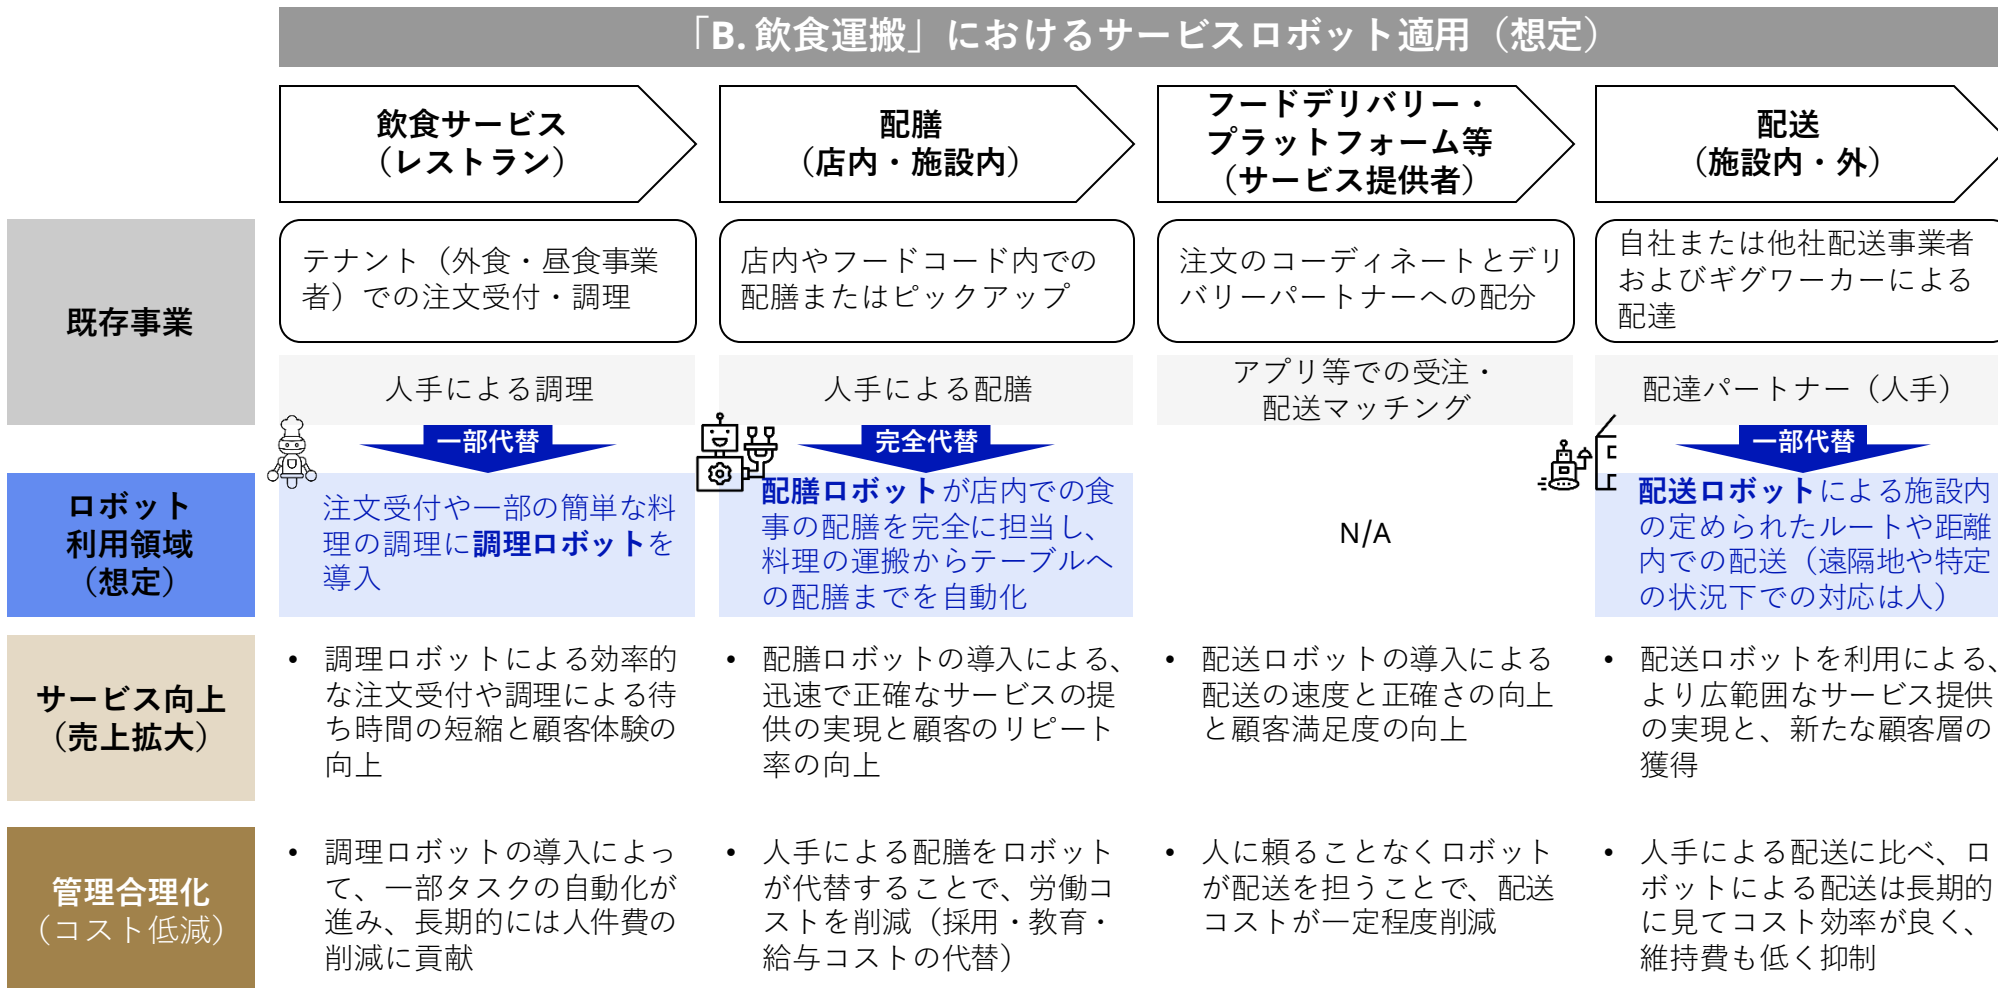 「B. 飲食運搬」におけるサービスロボット適用（想定）
飲食サービス
（レストラン）
配膳
（店内・施設内）
フードデリバリー・
プラットフォーム等
（サービス提供者）
配送
（施設内・外）
既存事業
テナント（外食・昼食事業
者）での注文受付・調理
店内やフードコード内での
配膳またはピックアップ
注文のコーディネートとデリ
バリーパートナーへの配分
自社または他社配送事業者
およびギグワーカーによる
配達
人手による調理
人手による配膳
アプリ等での受注・
配送マッチング
配達パートナー（人手）
一部代替
完全代替
一部代替
ロボット
利用領域
（想定）
注文受付や一部の簡単な料
理の調理に調理ロボットを
導入
配膳ロボットが店内での食
事の配膳を完全に担当し、
料理の運搬からテーブルへ
の配膳までを自動化
N/A
配送ロボットによる施設内
の定められたルートや距離
内での配送（遠隔地や特定
の状況下での対応は人）
サービス向上
（売上拡大）
• 調理ロボットによる効率的
な注文受付や調理による待
ち時間の短縮と顧客体験の
向上
• 配膳ロボットの導入による、
迅速で正確なサービスの提
供の実現と顧客のリピート
率の向上
• 配送ロボットの導入による
配送の速度と正確さの向上
と顧客満足度の向上
• 配送ロボットを利用による、
より広範囲なサービス提供
の実現と、新たな顧客層の
獲得
管理合理化
（コスト低減）
• 調理ロボットの導入によっ
て、一部タスクの自動化が
進み、長期的には人件費の
削減に貢献
• 人手による配膳をロボット
が代替することで、労働コ
ストを削減（採用・教育・
給与コストの代替）
• 人に頼ることなくロボット
が配送を担うことで、配送
コストが一定程度削減
• 人手による配送に比べ、ロ
ボットによる配送は長期的
に見てコスト効率が良く、
維持費も低く抑制